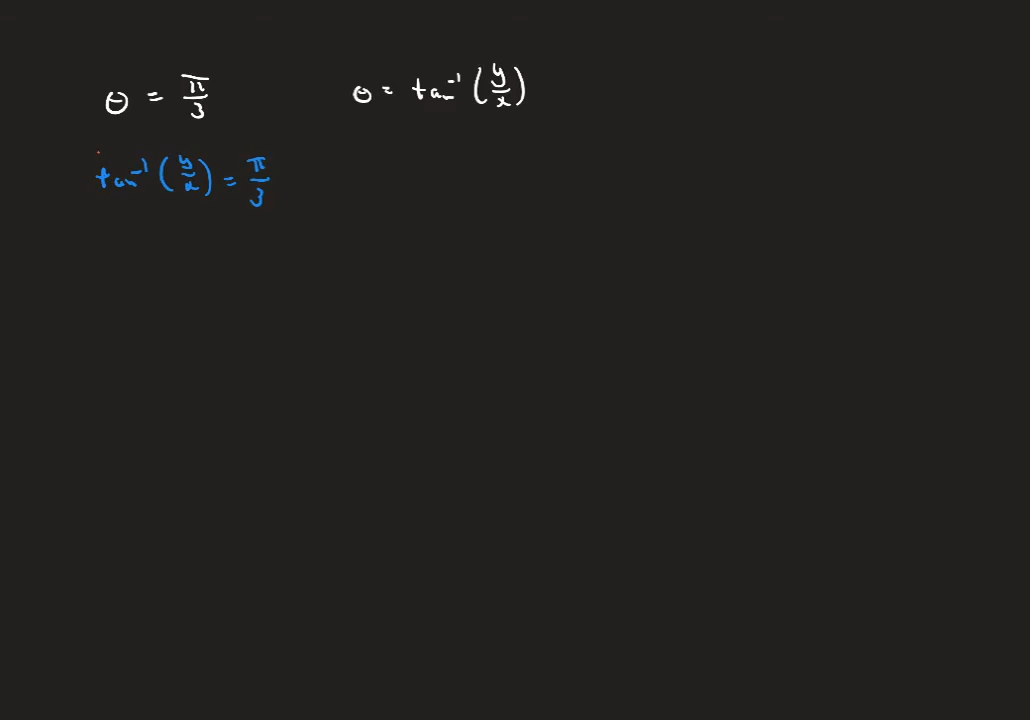 θ = π/3    θ = tan⁻¹(y/x)
tan⁻¹(y/x) = π/3